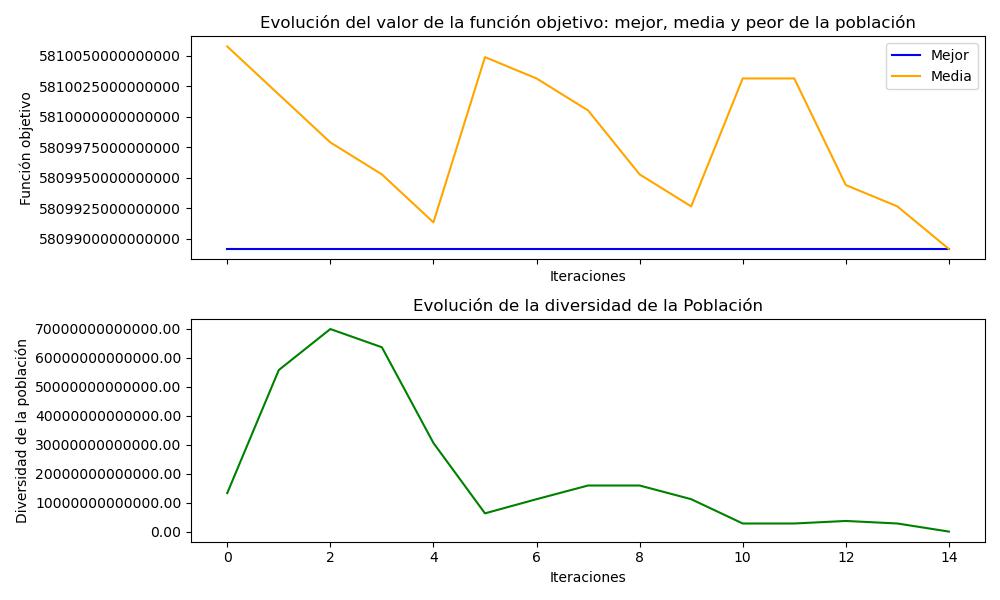 Evolución del valor de la función objetivo: mejor, media y peor de la población
Función objetivo
5810050000000000
5810025000000000
5810000000000000
5809975000000000
5809950000000000
5809925000000000
5809900000000000
Mejor
Media
Iteraciones
Evolución de la diversidad de la Población
Diversidad de la población
70000000000000.00
60000000000000.00
50000000000000.00
40000000000000.00
30000000000000.00
20000000000000.00
10000000000000.00
0.00
0 2 4 6 8 10 12 14
Iteraciones